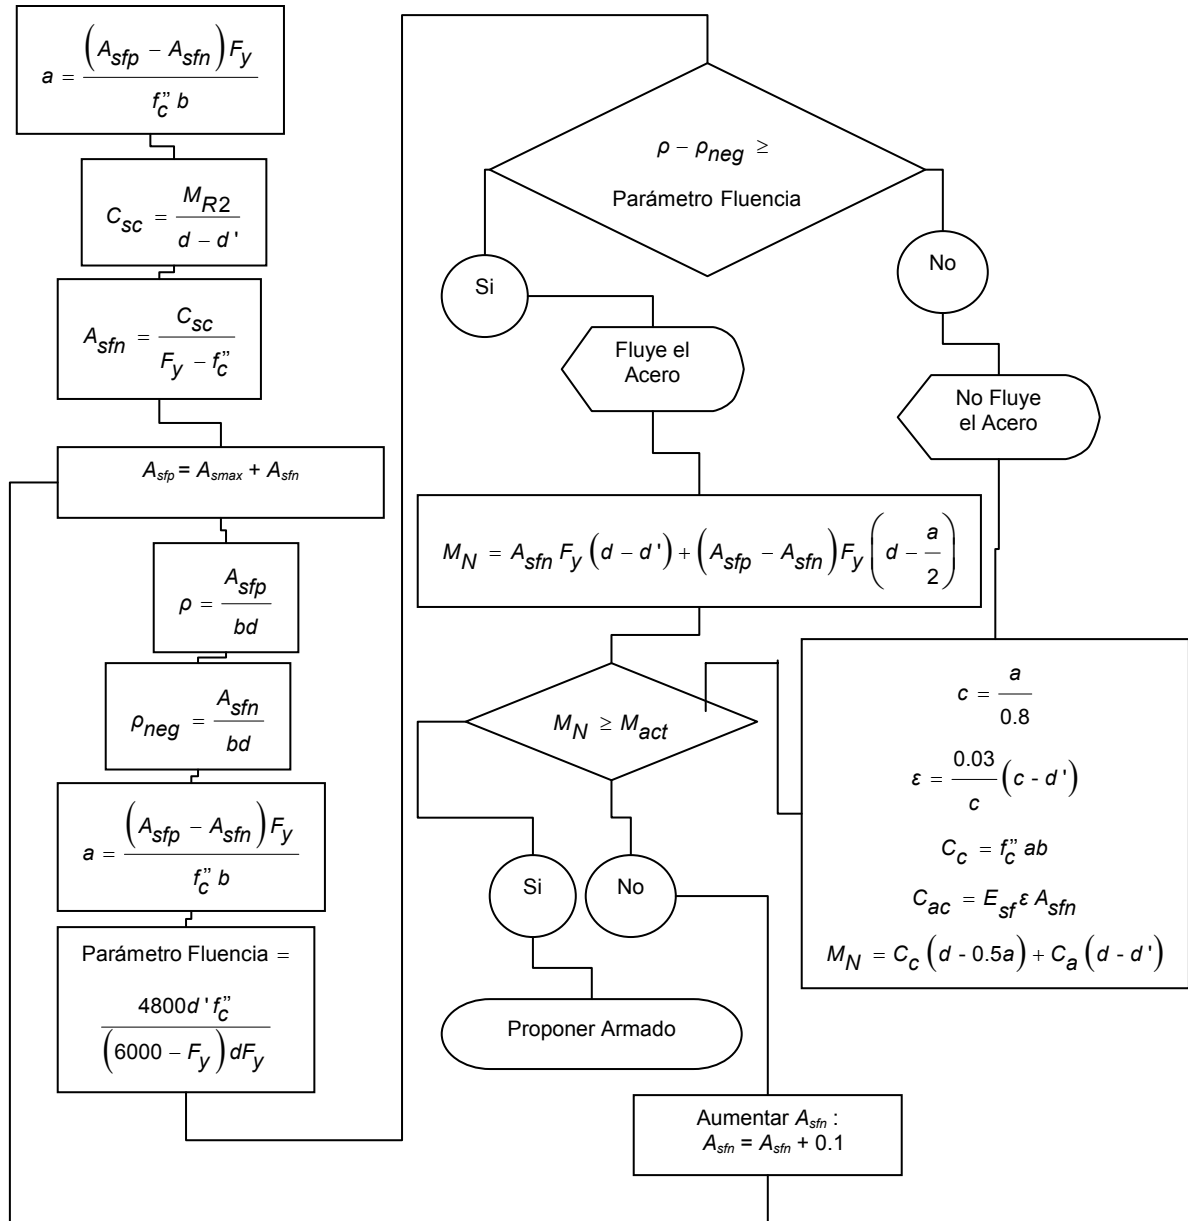 a = (A_sfp − A_sfn) F_y / f_c” b
C_sc = M_R2 / d − d '
A_sfn = C_sc / F_y − f_c”
A_sfp = A_smax + A_sfn
ρ = A_sfp / bd
ρ_neg = A_sfn / bd
a = (A_sfp − A_sfn) F_y / f_c” b
Parámetro Fluencia =
4800d ' f_c” / (6000 − F_y) dF_y
ρ − ρ_neg ≥
Parámetro Fluencia
Si
No
Fluye el
Acero
No Fluye
el Acero
M_N = A_sfn F_y (d − d ') + (A_sfp − A_sfn) F_y (d − a / 2)
M_N ≥ M_act
c = a / 0.8
ε = 0.03 / c (c - d ')
C_c = f_c” ab
C_ac = E_sf ε A_sfn
M_N = C_c (d - 0.5a) + C_a (d - d ')
Si
No
Proponer Armado
Aumentar A_sfn :
A_sfn = A_sfn + 0.1